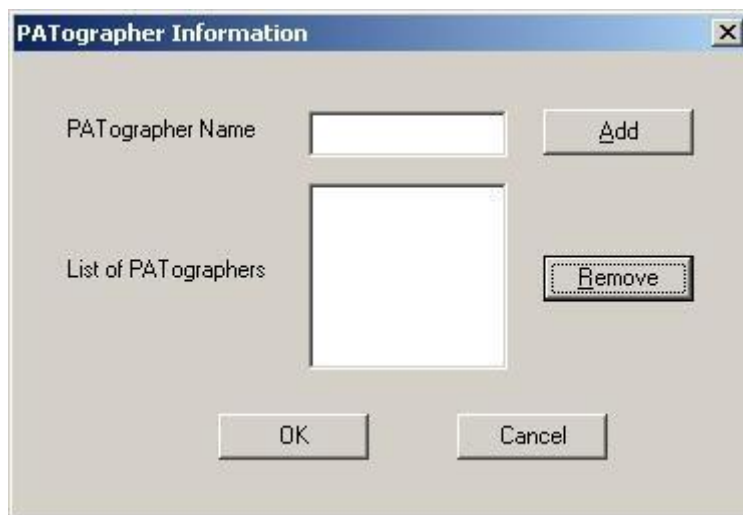 PATographer Information
PATographer Name
Add
List of PATographers
Remove
OK
Cancel